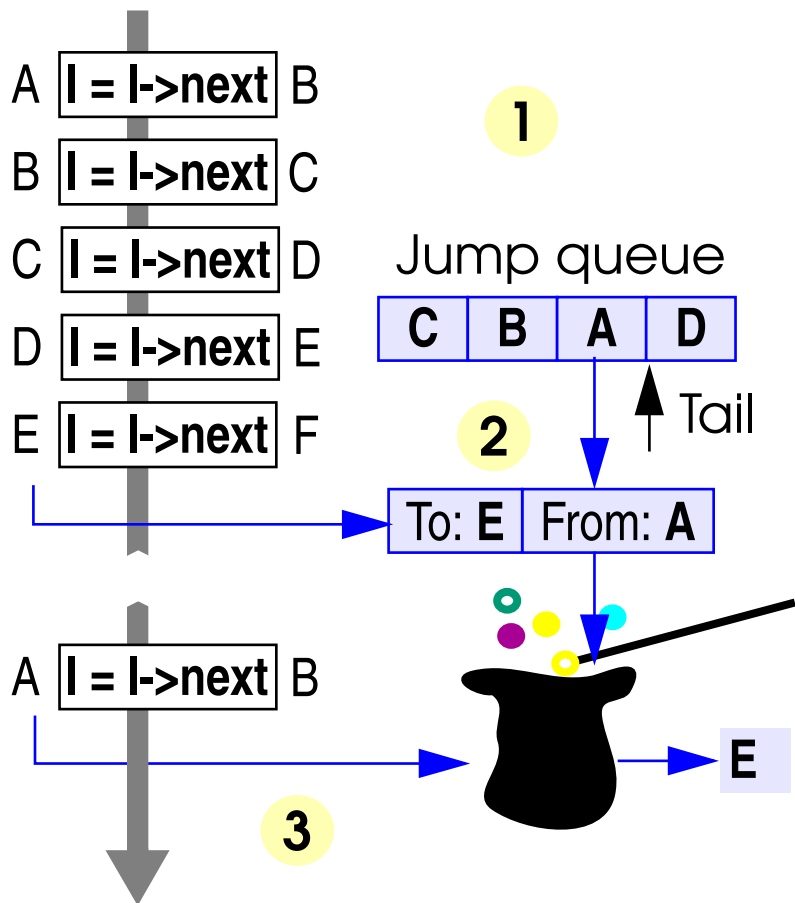 A l = l->next B
1
B l = l->next C
C l = l->next D
Jump queue
C B A D
D l = l->next E
Tail
E l = l->next F
2
To: E From: A
A l = l->next B
E
3